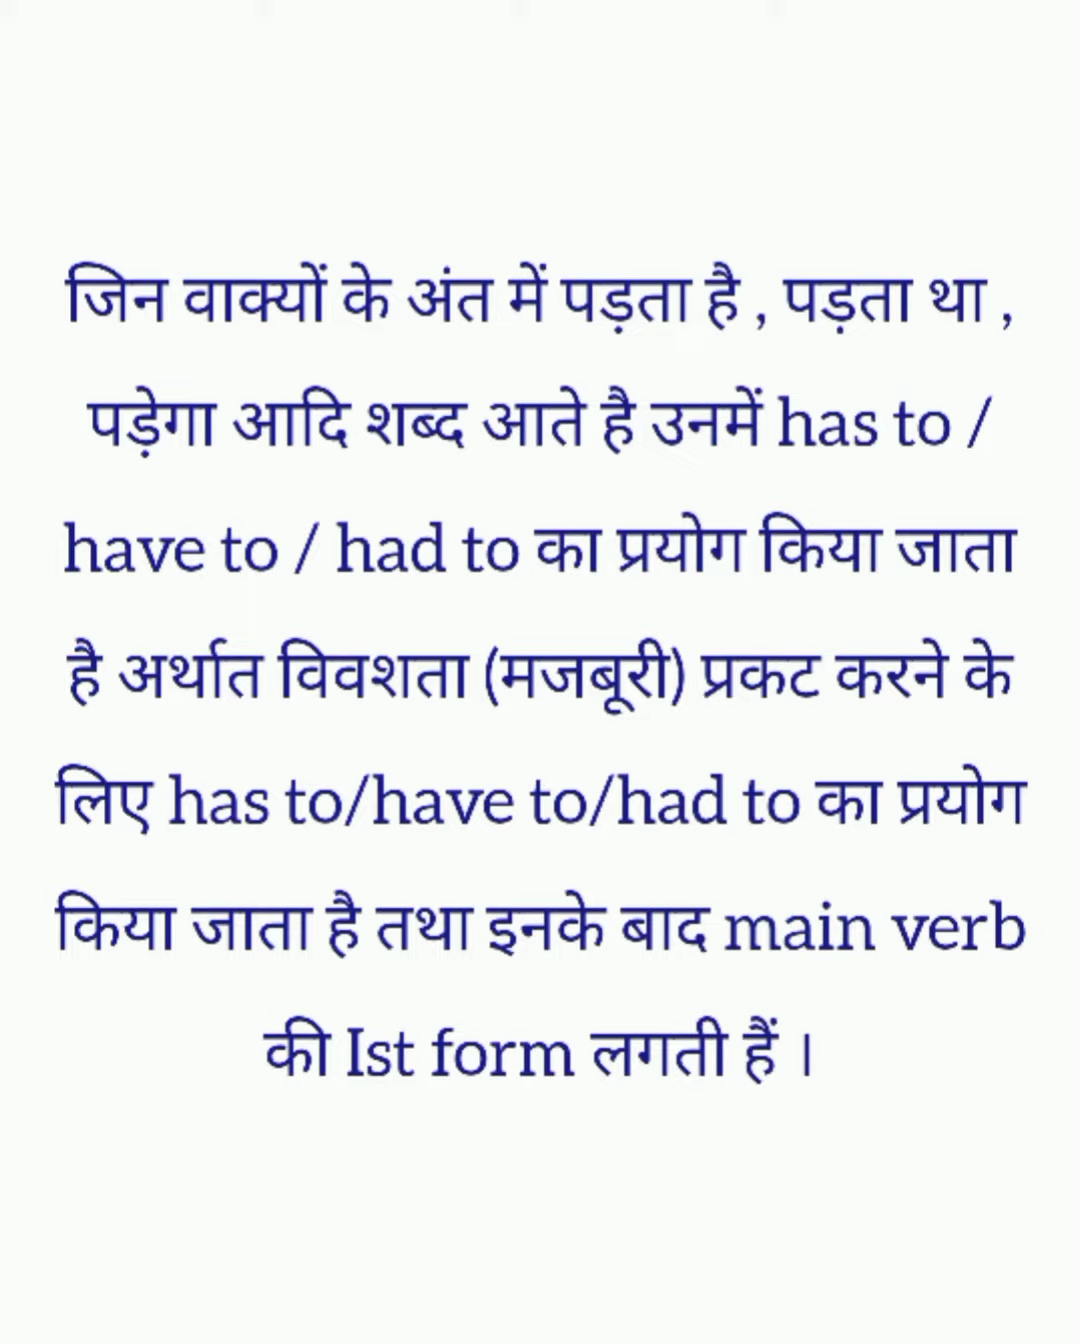 जिन वाक्यों के अंत में पड़ता है , पड़ता था ,
पड़ेगा आदि शब्द आते है उनमें has to /
have to / had to का प्रयोग किया जाता
है अर्थात विवशता (मजबूरी) प्रकट करने के
लिए has to/have to/had to का प्रयोग
किया जाता है तथा इनके बाद main verb
की Ist form लगती हैं ।